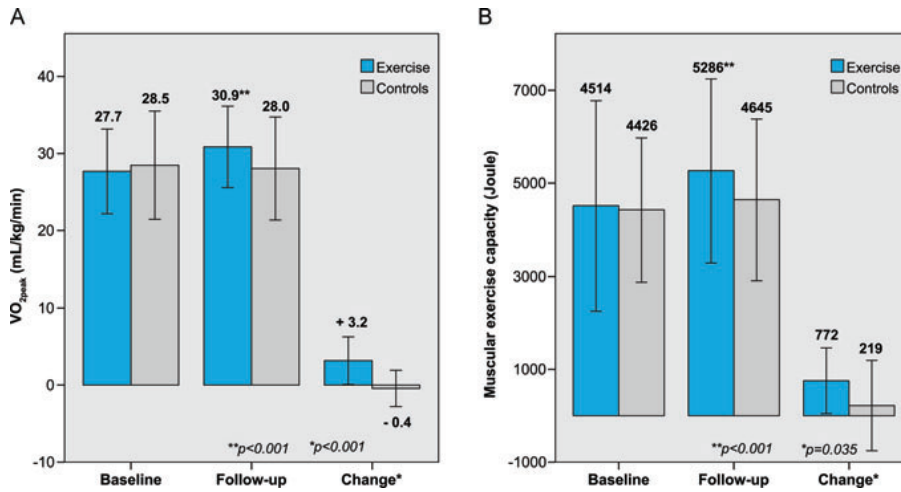 A
Exercise
Controls
40
30
20
10
0
-10
VO2peak (mL/kg/min)
27.7
28.5
30.9**
28.0
+ 3.2
- 0.4
**p<0.001
*p<0.001
Baseline
Follow-up
Change*
B
Exercise
Controls
7000
5000
3000
1000
-1000
Muscular exercise capacity (Joule)
4514
4426
5286**
4645
772
219
**p<0.001
*p=0.035
Baseline
Follow-up
Change*